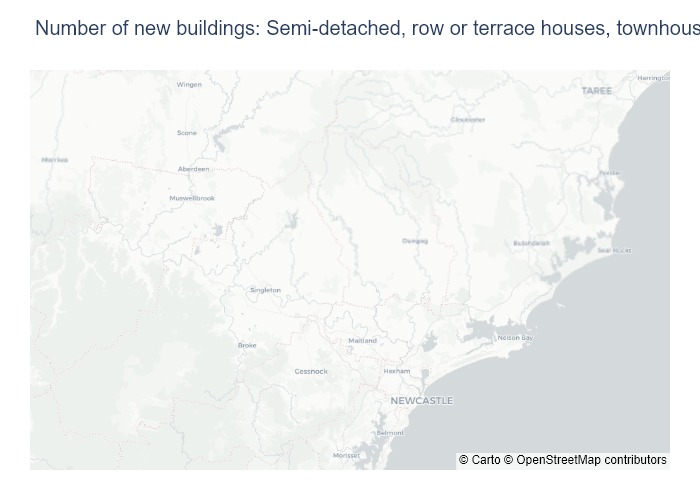 Number of new buildings: Semi-detached, row or terrace houses, townhous
Wingen
Harrington
TAREE
Gloucester
Scone
Merriwa
Aberdeen
Muswellbrook
Forster
Dungog
Bulahdelah
Seal Rocks
Singleton
Nelson Bay
Broke
Maitland
Cessnock
Hexham
NEWCASTLE
Belmont
Morisset
© Carto © OpenStreetMap contributors